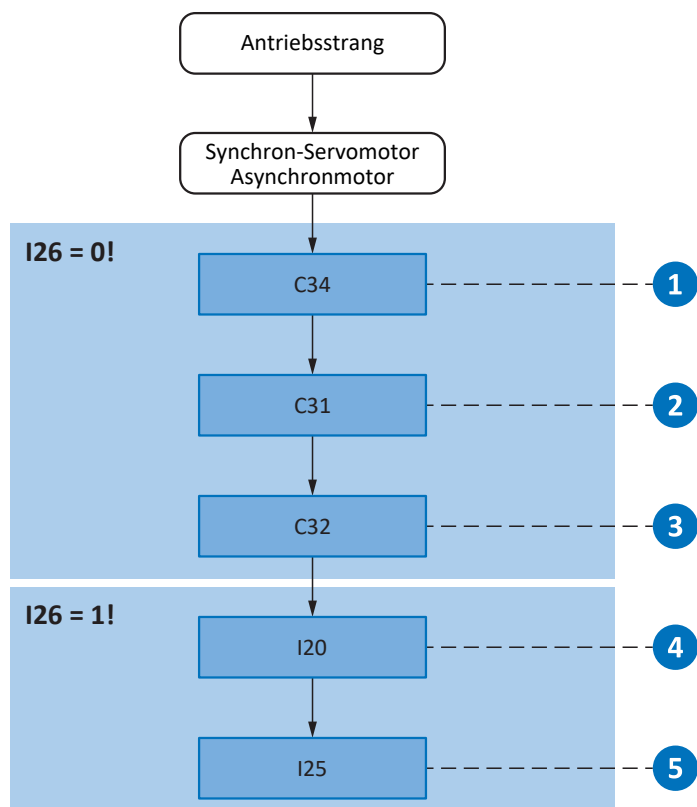 Antriebsstrang
Synchron-Servomotor
Asynchronmotor
I26 = 0!
C34
1
C31
2
C32
3
I26 = 1!
I20
4
I25
5